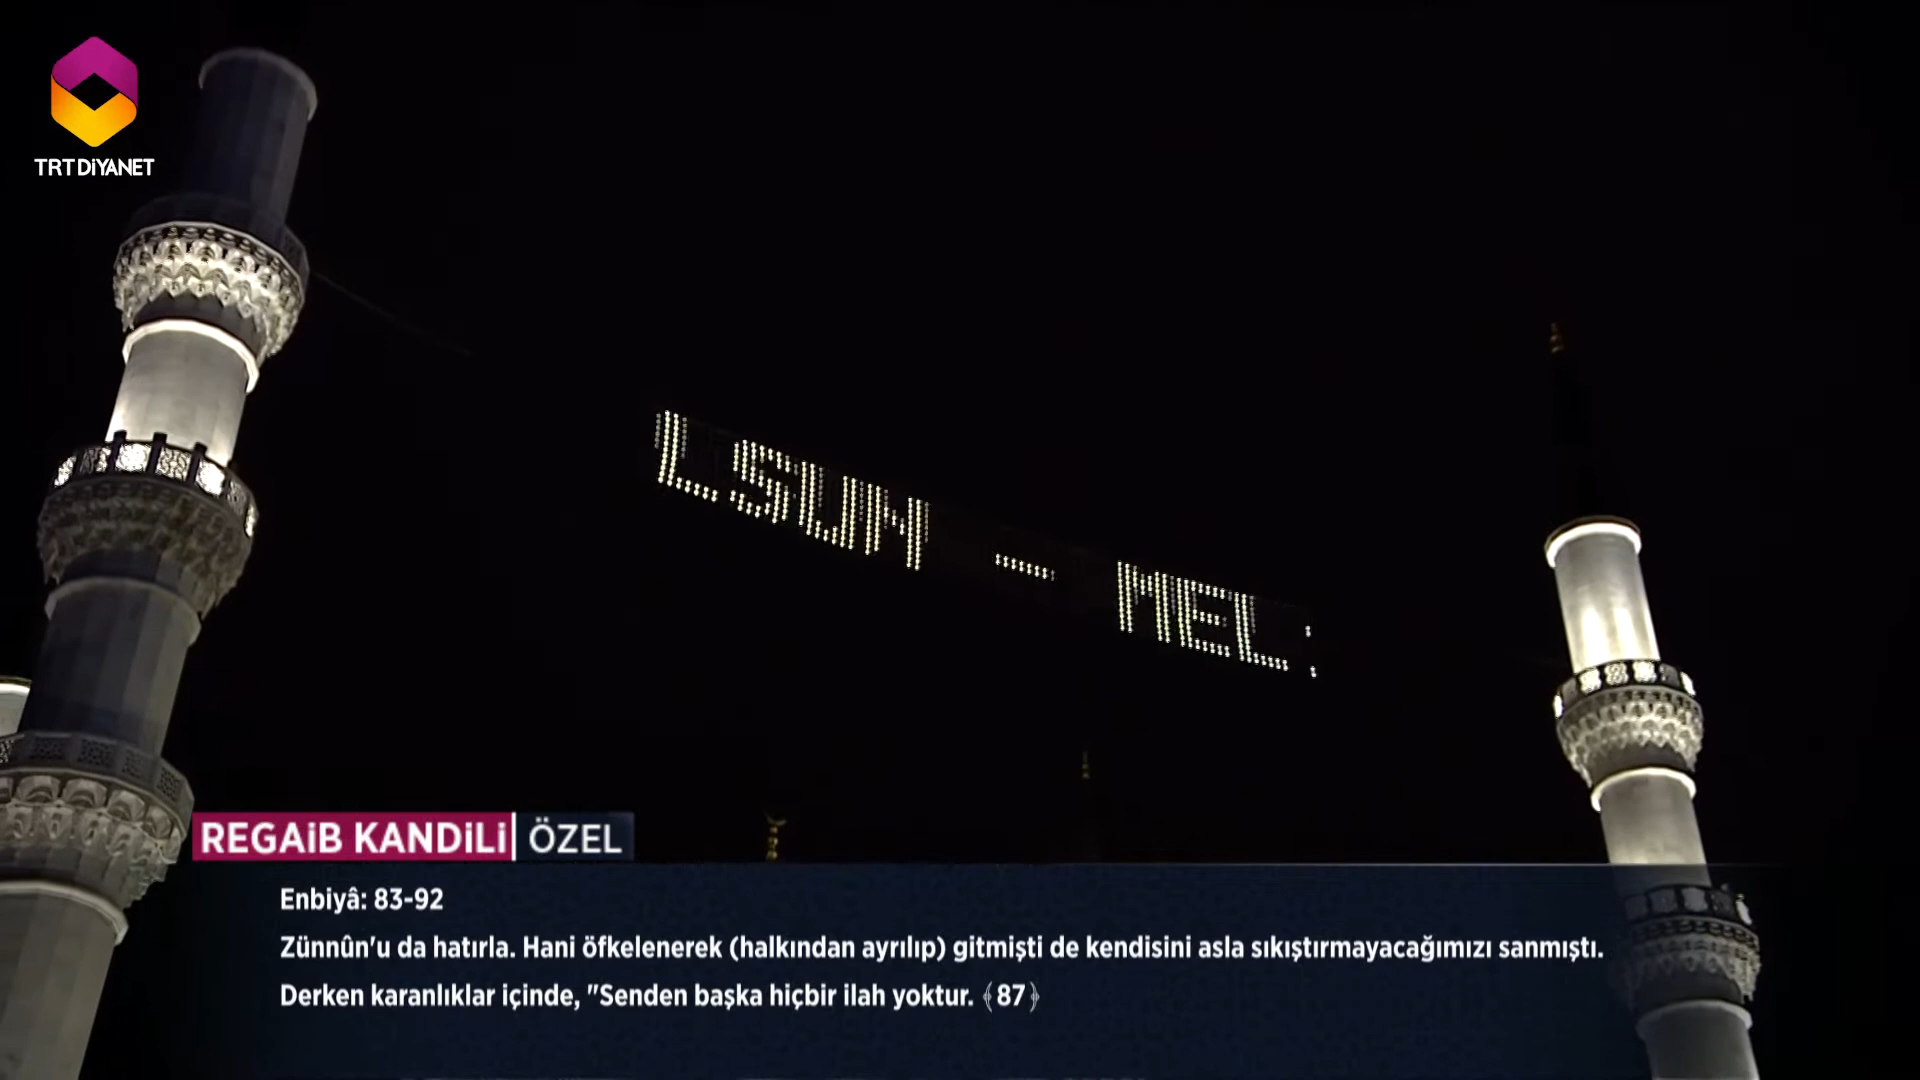 TRT DİYANET
LSUN - MEL
REGAİB KANDİLİ ÖZEL
Enbiyâ: 83-92
Zünnûn'u da hatırla. Hani öfkelenerek (halkından ayrılıp) gitmişti de kendisini asla sıkıştırmayacağımızı sanmıştı.
Derken karanlıklar içinde, "Senden başka hiçbir ilah yoktur. ﴾87﴿